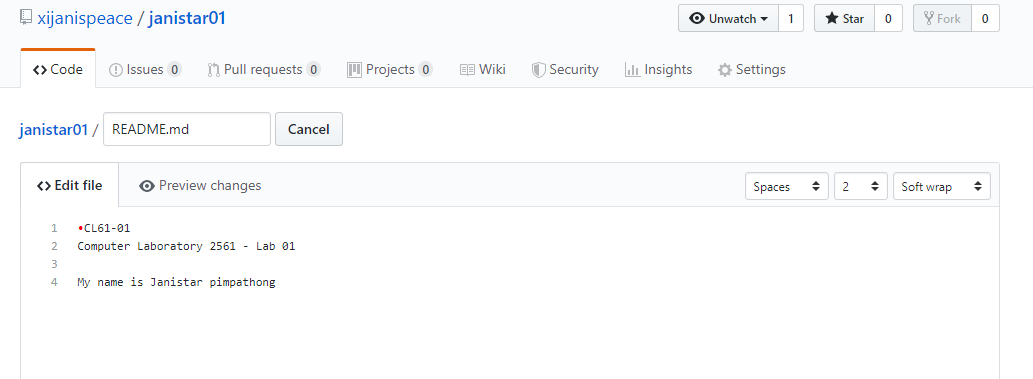 xijanispeace / janistar01
Unwatch 1 Star 0 Fork 0
Code Issues 0 Pull requests 0 Projects 0 Wiki Security Insights Settings
janistar01 / README.md Cancel
Edit file Preview changes Spaces 2 Soft wrap
1 •CL61-01
2 Computer Laboratory 2561 - Lab 01
3
4 My name is Janistar pimpathong